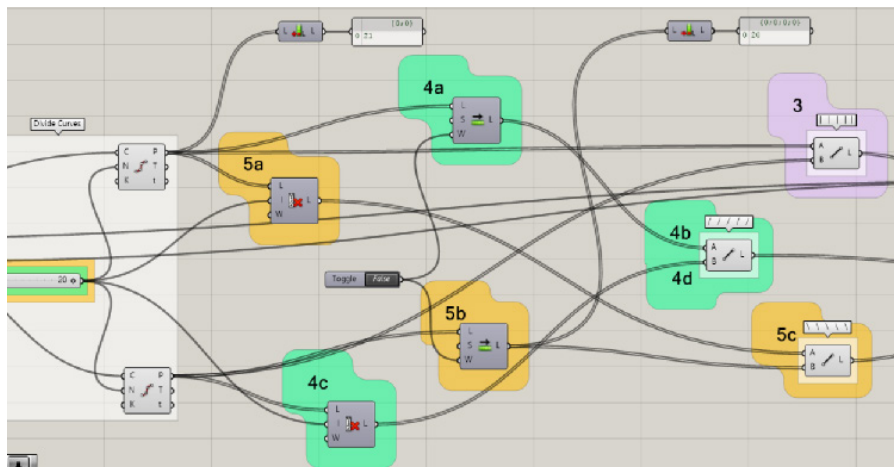 L L
{0;0}
0 21
L L
{0;0;0;0}
0 20
4a
L
S L
W
3
A
B L
Divide Curves
C P
N T
K t
5a
L
I L
W
4b
A
B L
4d
20
Toggle False
5b
L
S L
W
5c
A
B L
C P
N T
K t
4c
L
I L
W